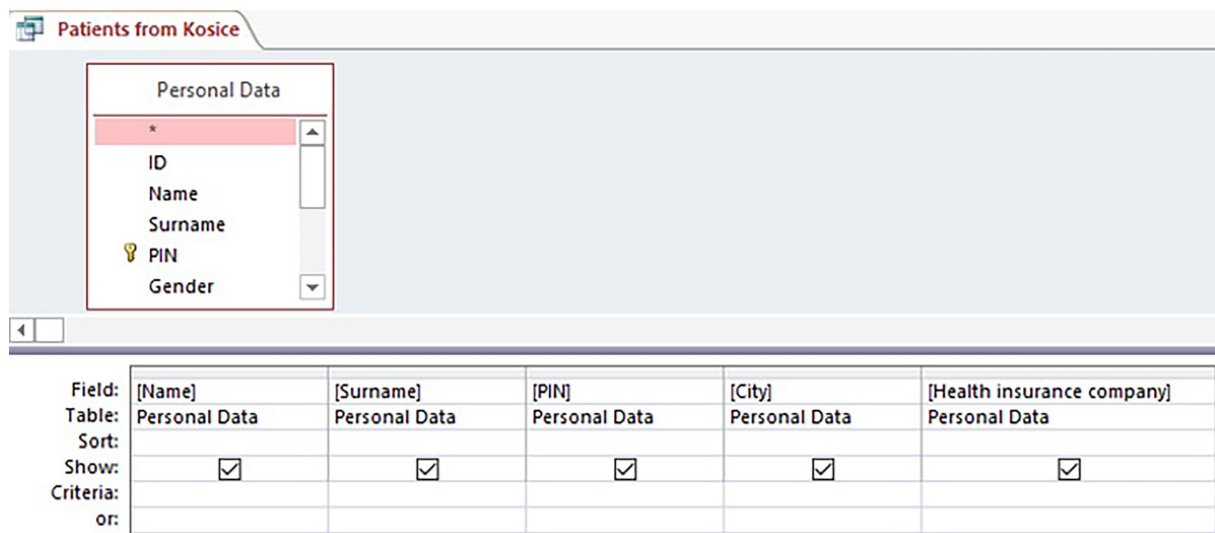 Patients from Kosice
Personal Data
*
ID
Name
Surname
PIN
Gender
Field: [Name] [Surname] [PIN] [City] [Health insurance company]
Table: Personal Data Personal Data Personal Data Personal Data Personal Data
Sort:
Show:
Criteria:
or: